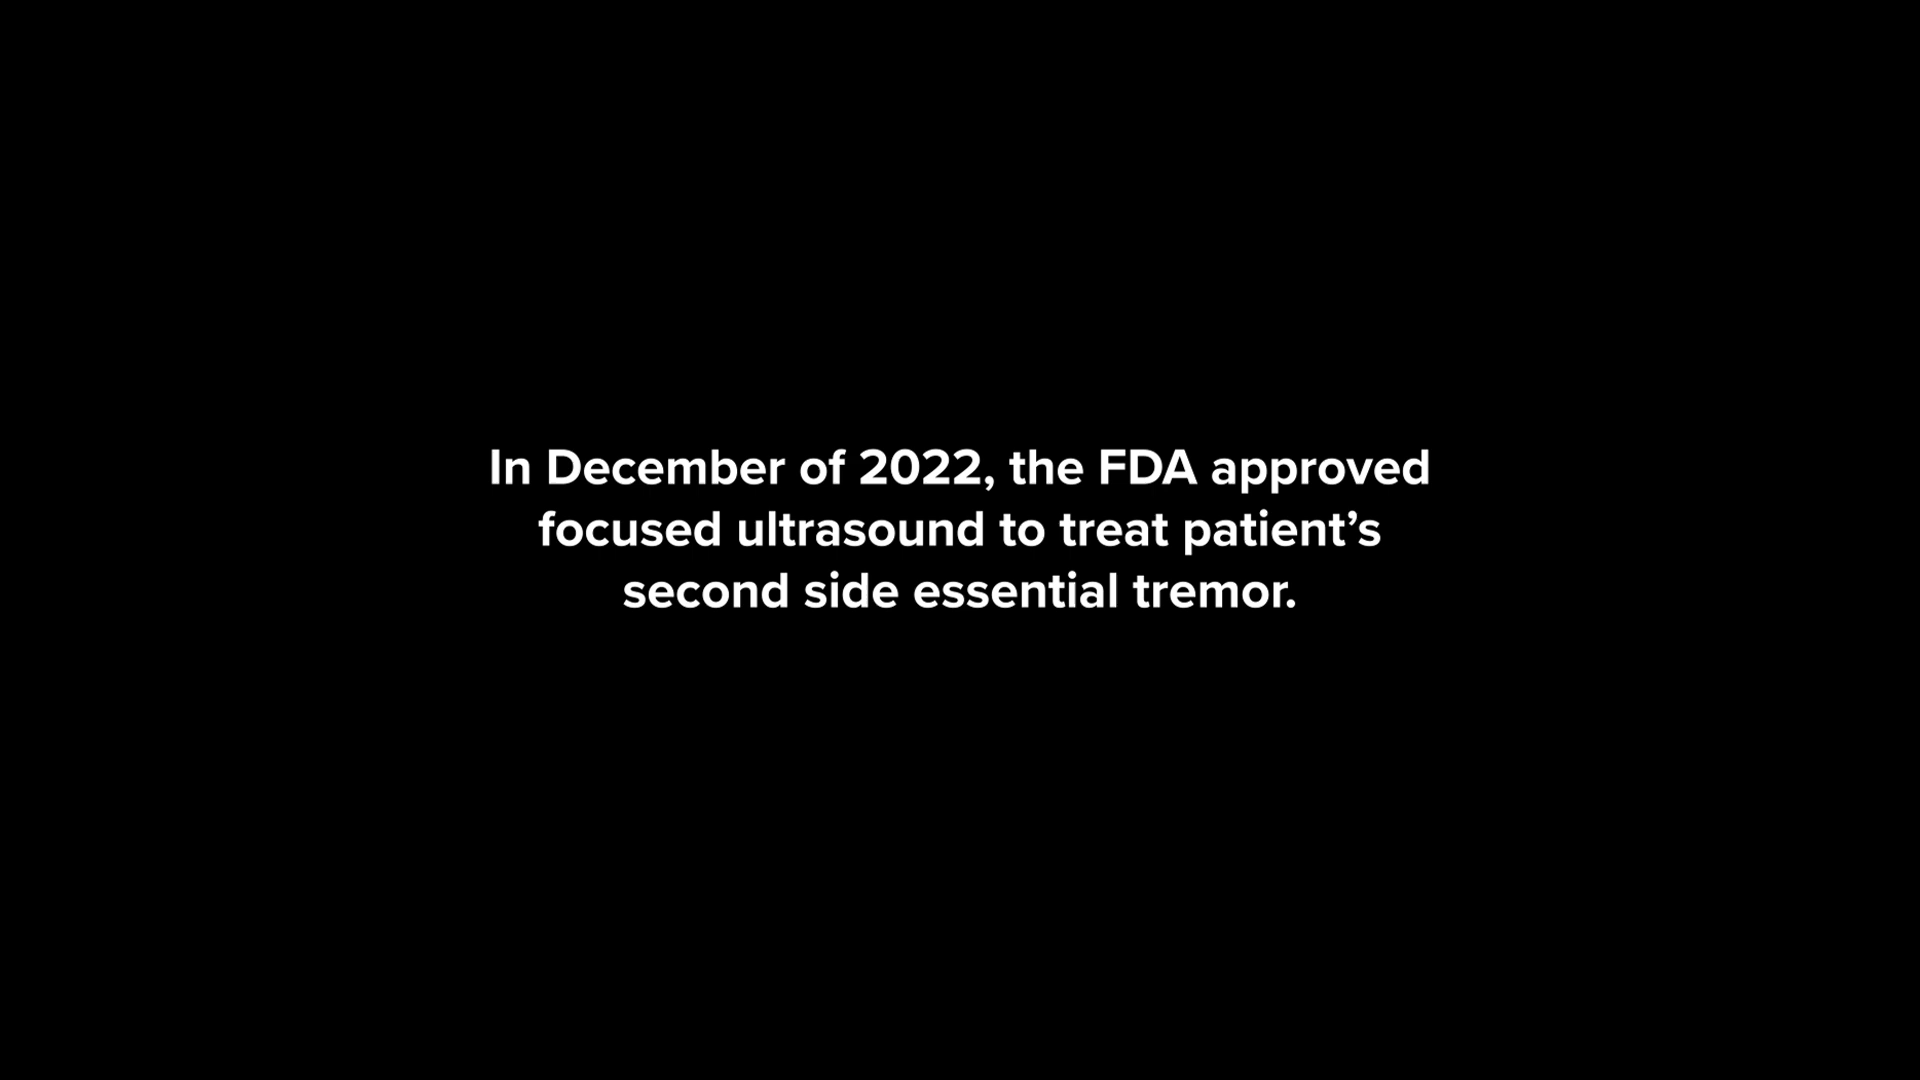 In December of 2022, the FDA approved
focused ultrasound to treat patient’s
second side essential tremor.